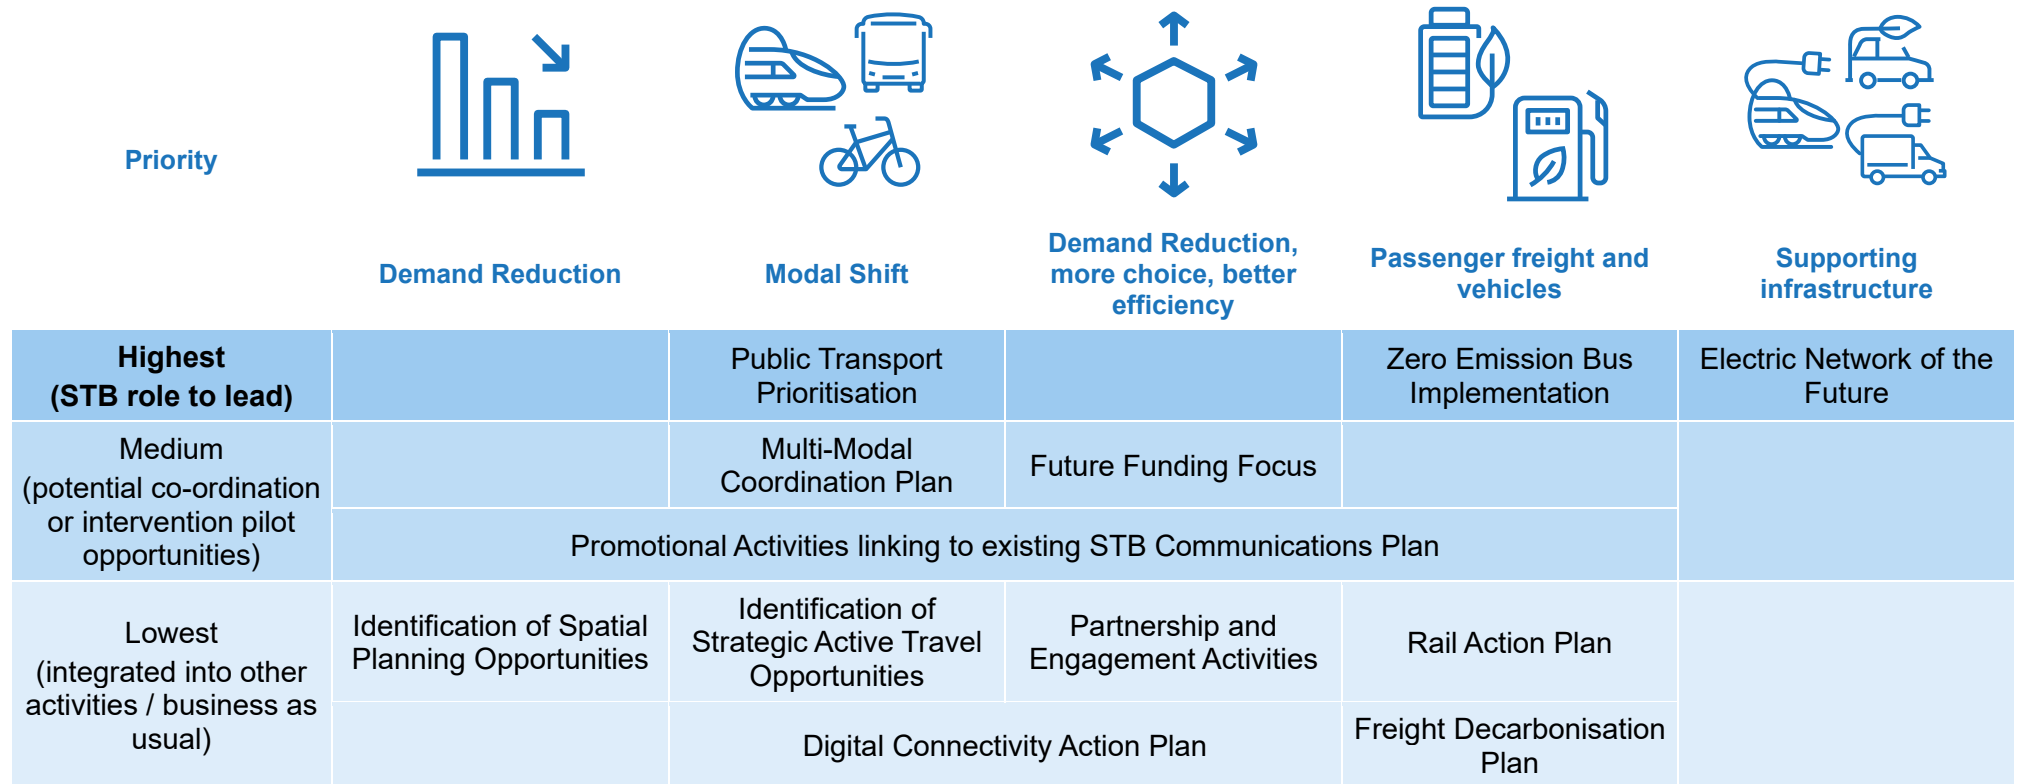 Priority
Demand Reduction
Modal Shift
Demand Reduction,
more choice, better
efficiency
Passenger freight and
vehicles
Supporting
infrastructure
Highest
(STB role to lead)
Public Transport
Prioritisation
Zero Emission Bus
Implementation
Electric Network of the
Future
Medium
(potential co-ordination
or intervention pilot
opportunities)
Multi-Modal
Coordination Plan
Future Funding Focus
Promotional Activities linking to existing STB Communications Plan
Lowest
(integrated into other
activities / business as
usual)
Identification of Spatial
Planning Opportunities
Identification of
Strategic Active Travel
Opportunities
Partnership and
Engagement Activities
Rail Action Plan
Digital Connectivity Action Plan
Freight Decarbonisation
Plan